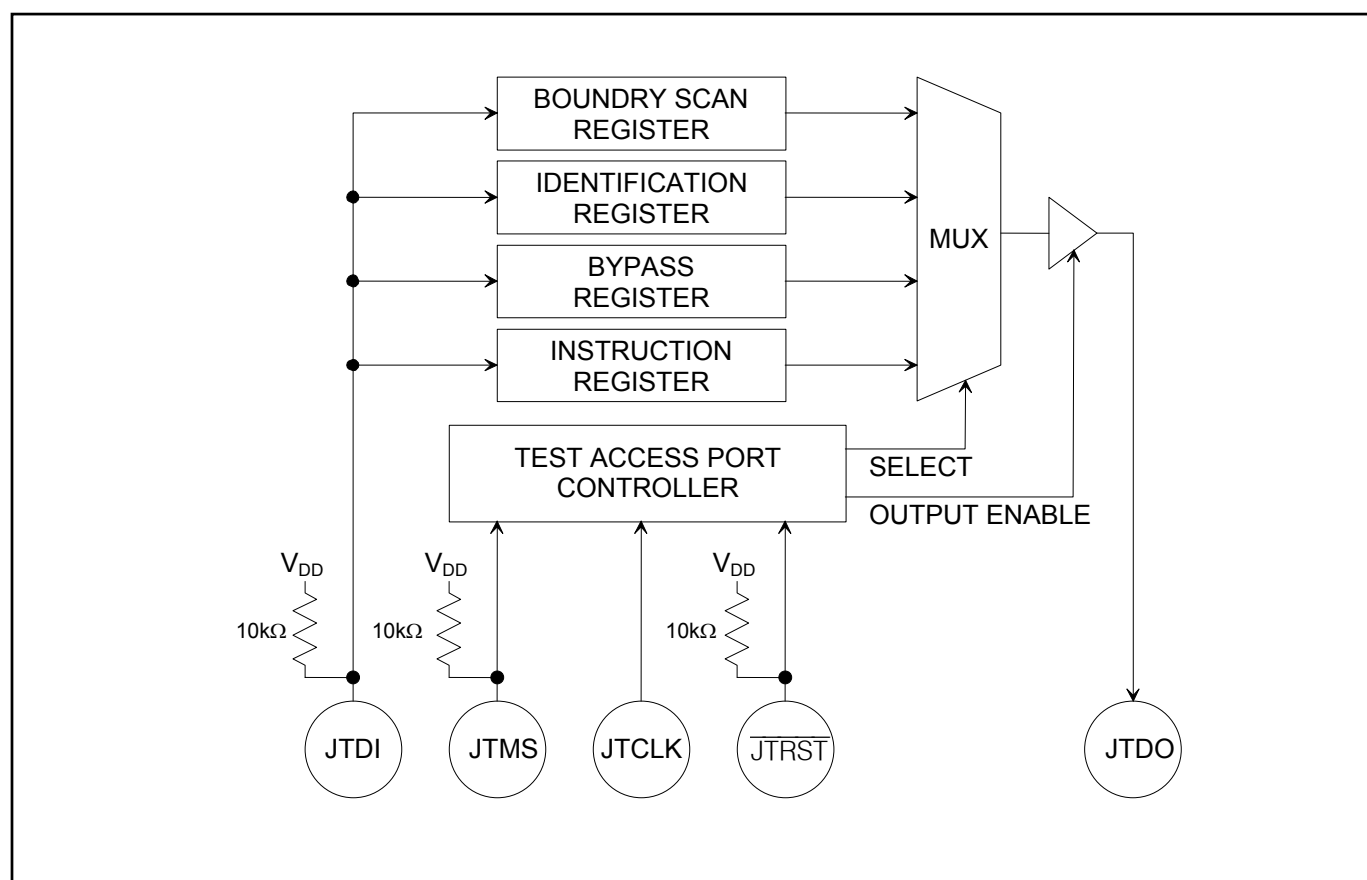 BOUNDRY SCAN
REGISTER
IDENTIFICATION
REGISTER
BYPASS
REGISTER
INSTRUCTION
REGISTER
MUX
TEST ACCESS PORT
CONTROLLER
SELECT
OUTPUT ENABLE
VDD
10kΩ
VDD
10kΩ
VDD
10kΩ
JTDI
JTMS
JTCLK
JTRST
JTDO